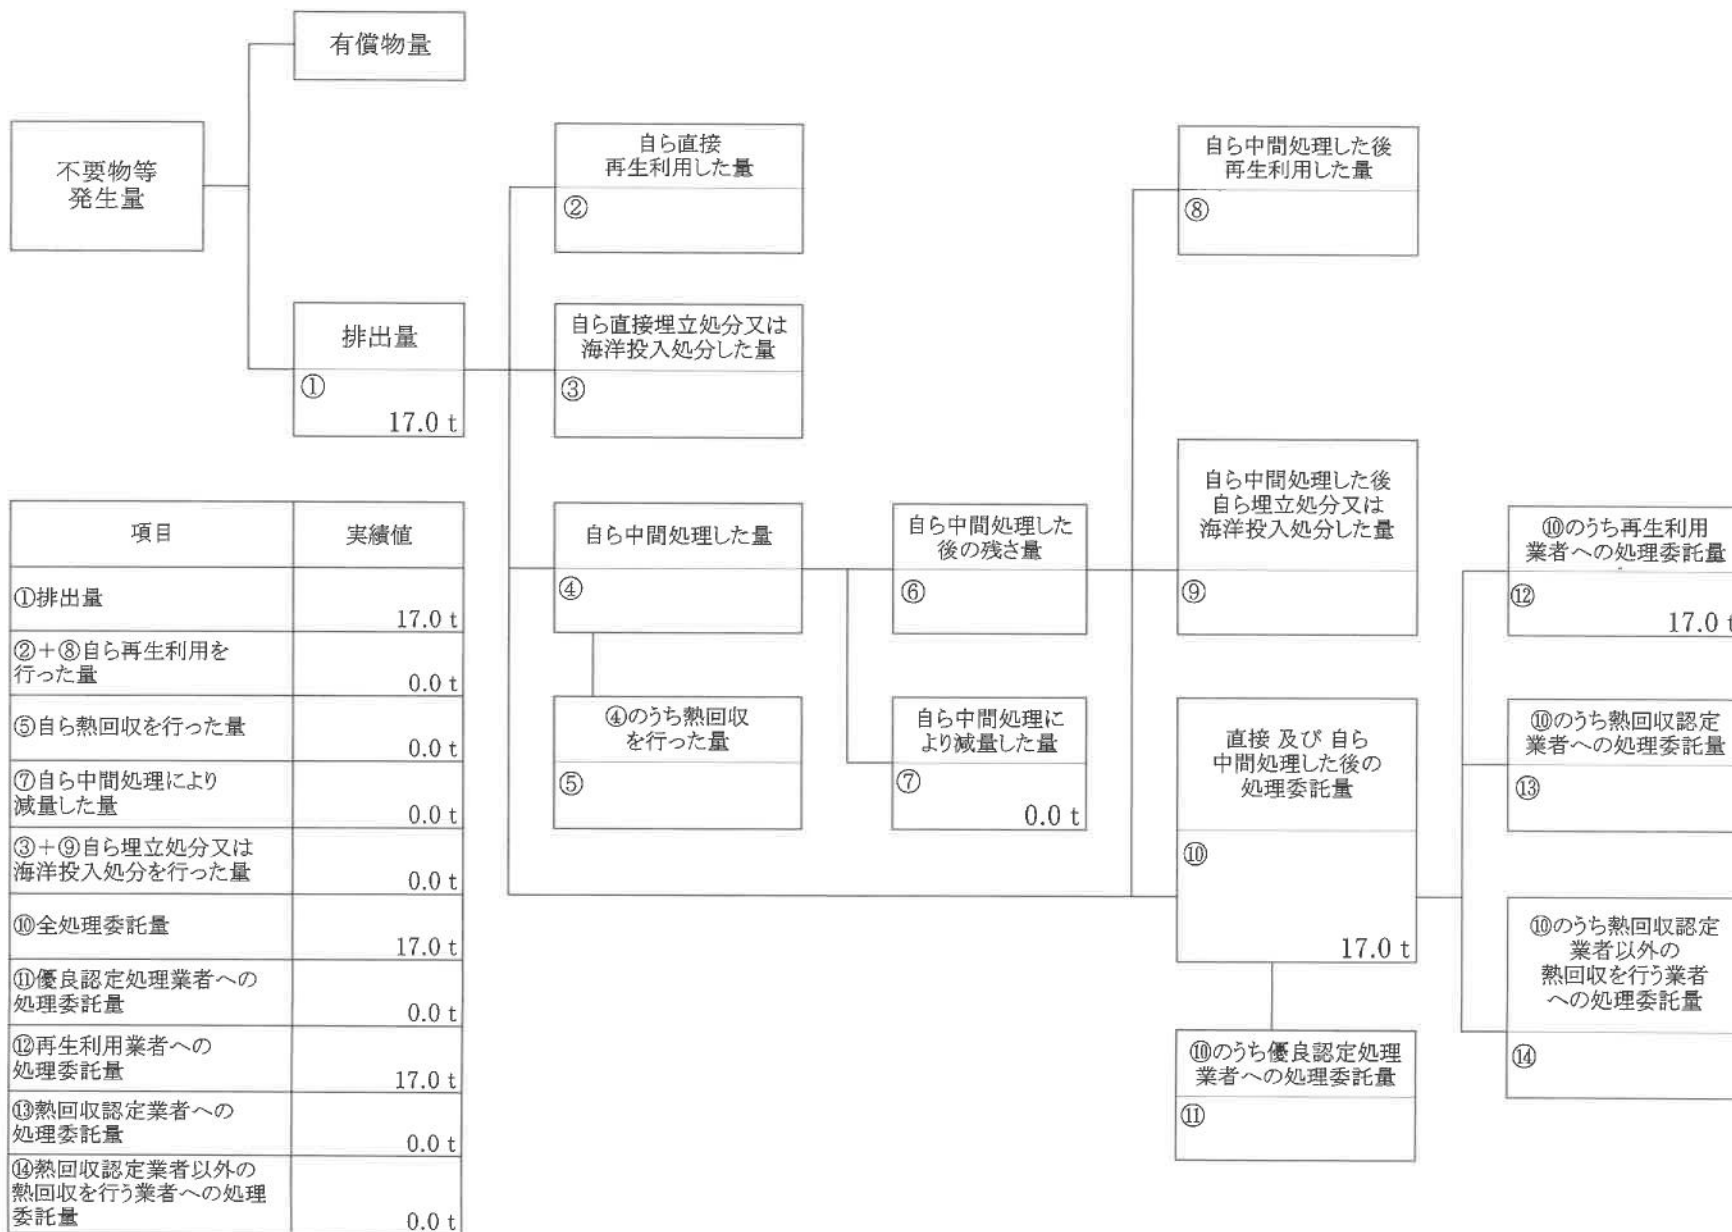 有償物量
不要物等
発生量
排出量
①
17.0 t
自ら直接
再生利用した量
②
自ら直接埋立処分又は
海洋投入処分した量
③
自ら中間処理した量
④
④のうち熱回収
を行った量
⑤
自ら中間処理した
後の残さ量
⑥
自ら中間処理に
より減量した量
⑦
0.0 t
自ら中間処理した後
再生利用した量
⑧
自ら中間処理した後
自ら埋立処分又は
海洋投入処分した量
⑨
直接 及び 自ら
中間処理した後の
処理委託量
⑩
17.0 t
⑩のうち優良認定処理
業者への処理委託量
⑪
⑩のうち再生利用
業者への処理委託量
⑫
17.0 t
⑩のうち熱回収認定
業者への処理委託量
⑬
⑩のうち熱回収認定
業者以外の
熱回収を行う業者
への処理委託量
⑭
項目 実績値
①排出量
17.0 t
②+⑧自ら再生利用を
行った量
0.0 t
⑤自ら熱回収を行った量
0.0 t
⑦自ら中間処理により
減量した量
0.0 t
③+⑨自ら埋立処分又は
海洋投入処分を行った量
0.0 t
⑩全処理委託量
17.0 t
⑪優良認定処理業者への
処理委託量
0.0 t
⑫再生利用業者への
処理委託量
17.0 t
⑬熱回収認定業者への
処理委託量
0.0 t
⑭熱回収認定業者以外の
熱回収を行う業者への処理
委託量
0.0 t